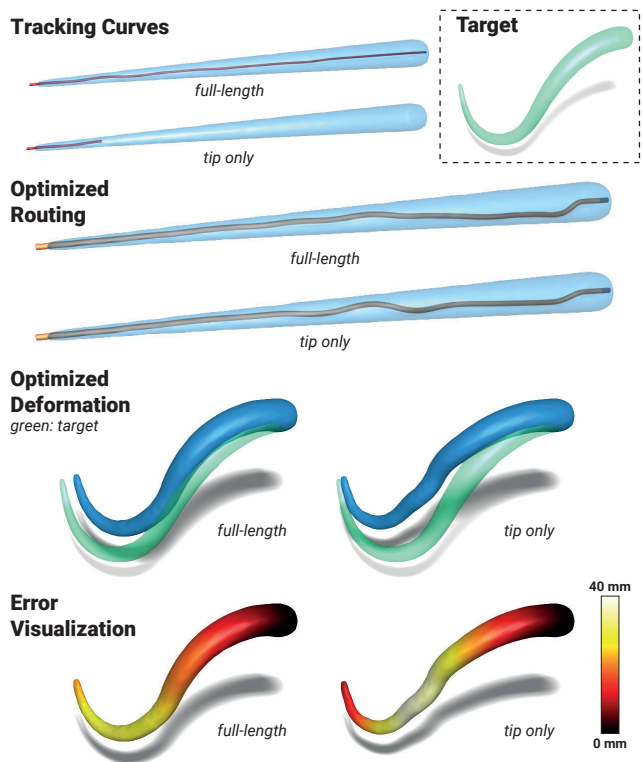 Tracking Curves
full-length
tip only
Target
Optimized
Routing
full-length
tip only
Optimized
Deformation
green: target
full-length
tip only
Error
Visualization
full-length
tip only
40 mm
0 mm